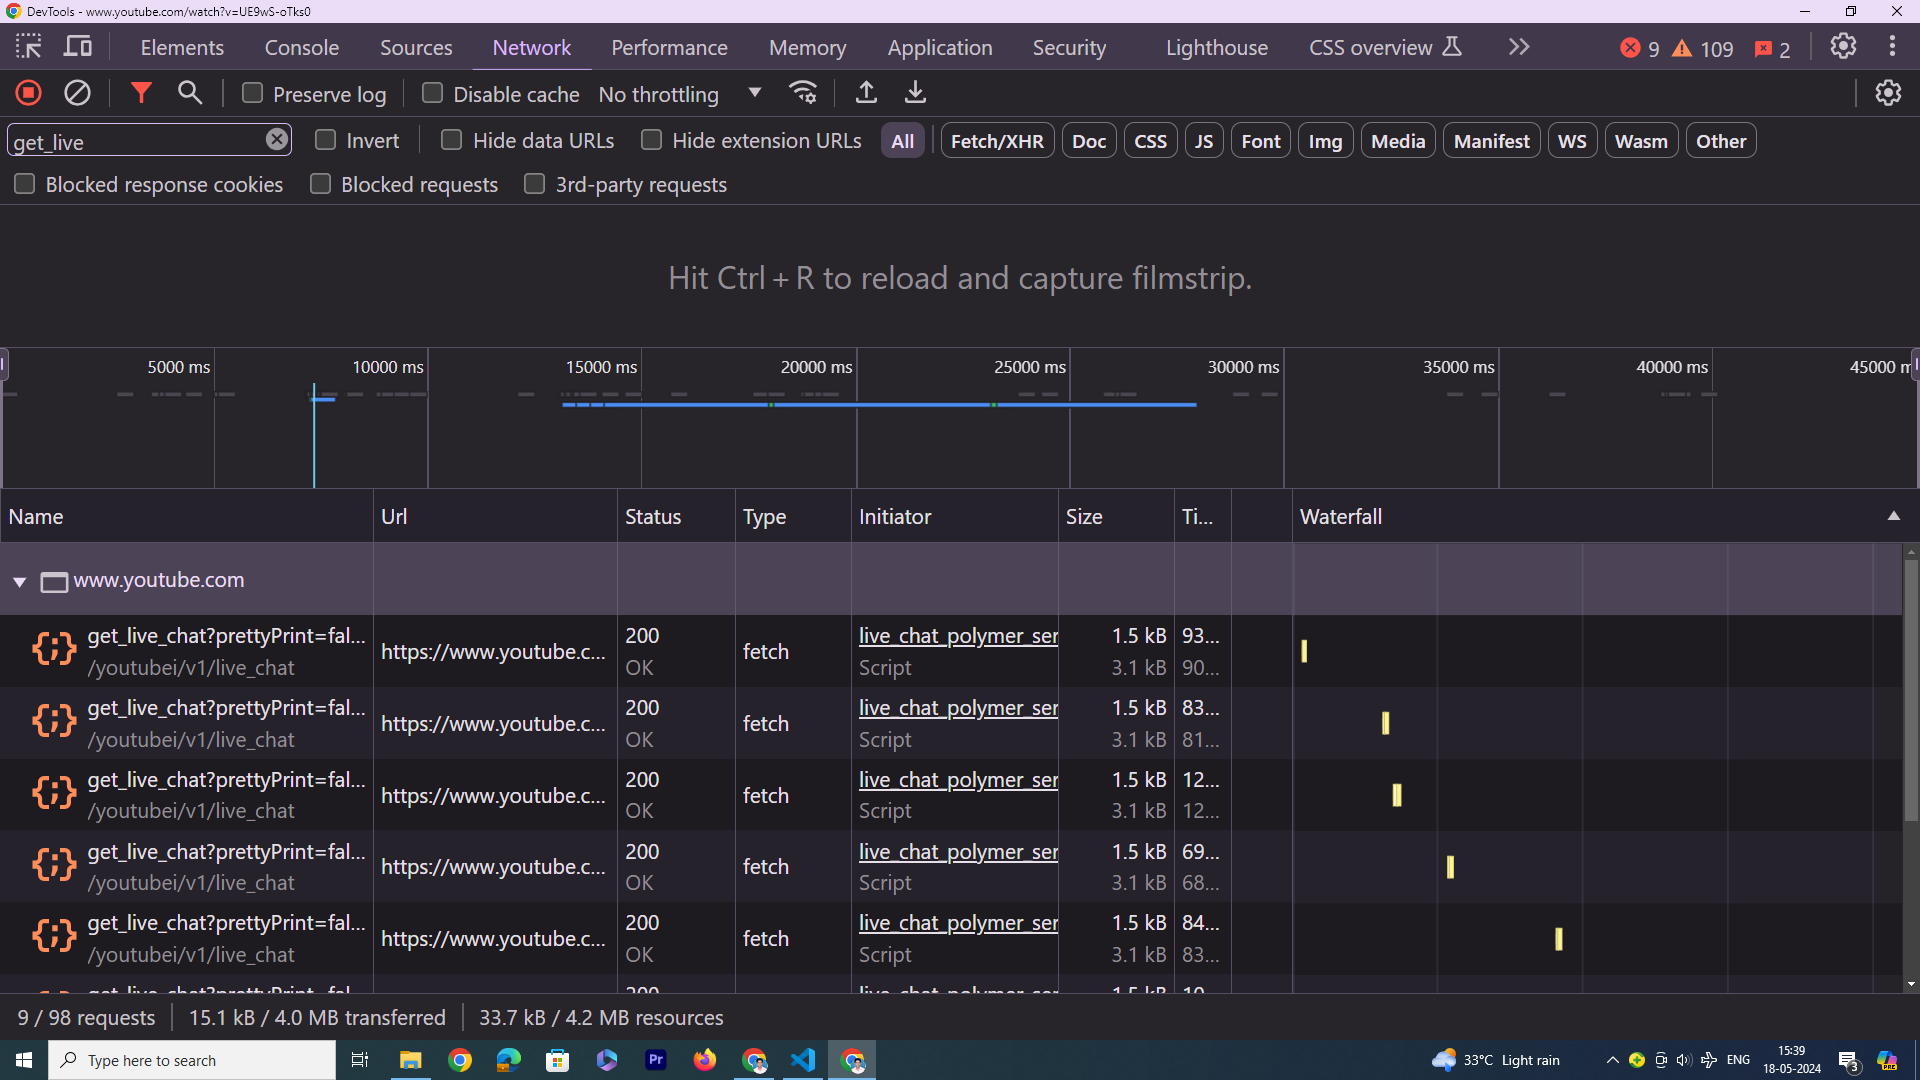 DevTools - www.youtube.com/watch?v=UE9wS-oTks0
Elements Console Sources Network Performance Memory Application Security Lighthouse CSS overview 9 109 2
Preserve log Disable cache No throttling
get_live Invert Hide data URLs Hide extension URLs All Fetch/XHR Doc CSS JS Font Img Media Manifest WS Wasm Other
Blocked response cookies Blocked requests 3rd-party requests
Hit Ctrl + R to reload and capture filmstrip.
5000 ms 10000 ms 15000 ms 20000 ms 25000 ms 30000 ms 35000 ms 40000 ms 45000 m
Name Url Status Type Initiator Size Ti... Waterfall
www.youtube.com
get_live_chat?prettyPrint=fal... https://www.youtube.c... 200 fetch live_chat_polymer_ser 1.5 kB 93...
/youtubei/v1/live_chat OK Script 3.1 kB 90...
get_live_chat?prettyPrint=fal... https://www.youtube.c... 200 fetch live_chat_polymer_ser 1.5 kB 83...
/youtubei/v1/live_chat OK Script 3.1 kB 81...
get_live_chat?prettyPrint=fal... https://www.youtube.c... 200 fetch live_chat_polymer_ser 1.5 kB 12...
/youtubei/v1/live_chat OK Script 3.1 kB 12...
get_live_chat?prettyPrint=fal... https://www.youtube.c... 200 fetch live_chat_polymer_ser 1.5 kB 69...
/youtubei/v1/live_chat OK Script 3.1 kB 68...
get_live_chat?prettyPrint=fal... https://www.youtube.c... 200 fetch live_chat_polymer_ser 1.5 kB 84...
/youtubei/v1/live_chat OK Script 3.1 kB 83...
get_live_chat?prettyPrint=fal... 200 live_chat_polymer_ser 1.5 kB 10...
9 / 98 requests 15.1 kB / 4.0 MB transferred 33.7 kB / 4.2 MB resources
Type here to search Pr 33°C Light rain ENG 15:39 3 PRE
18-05-2024